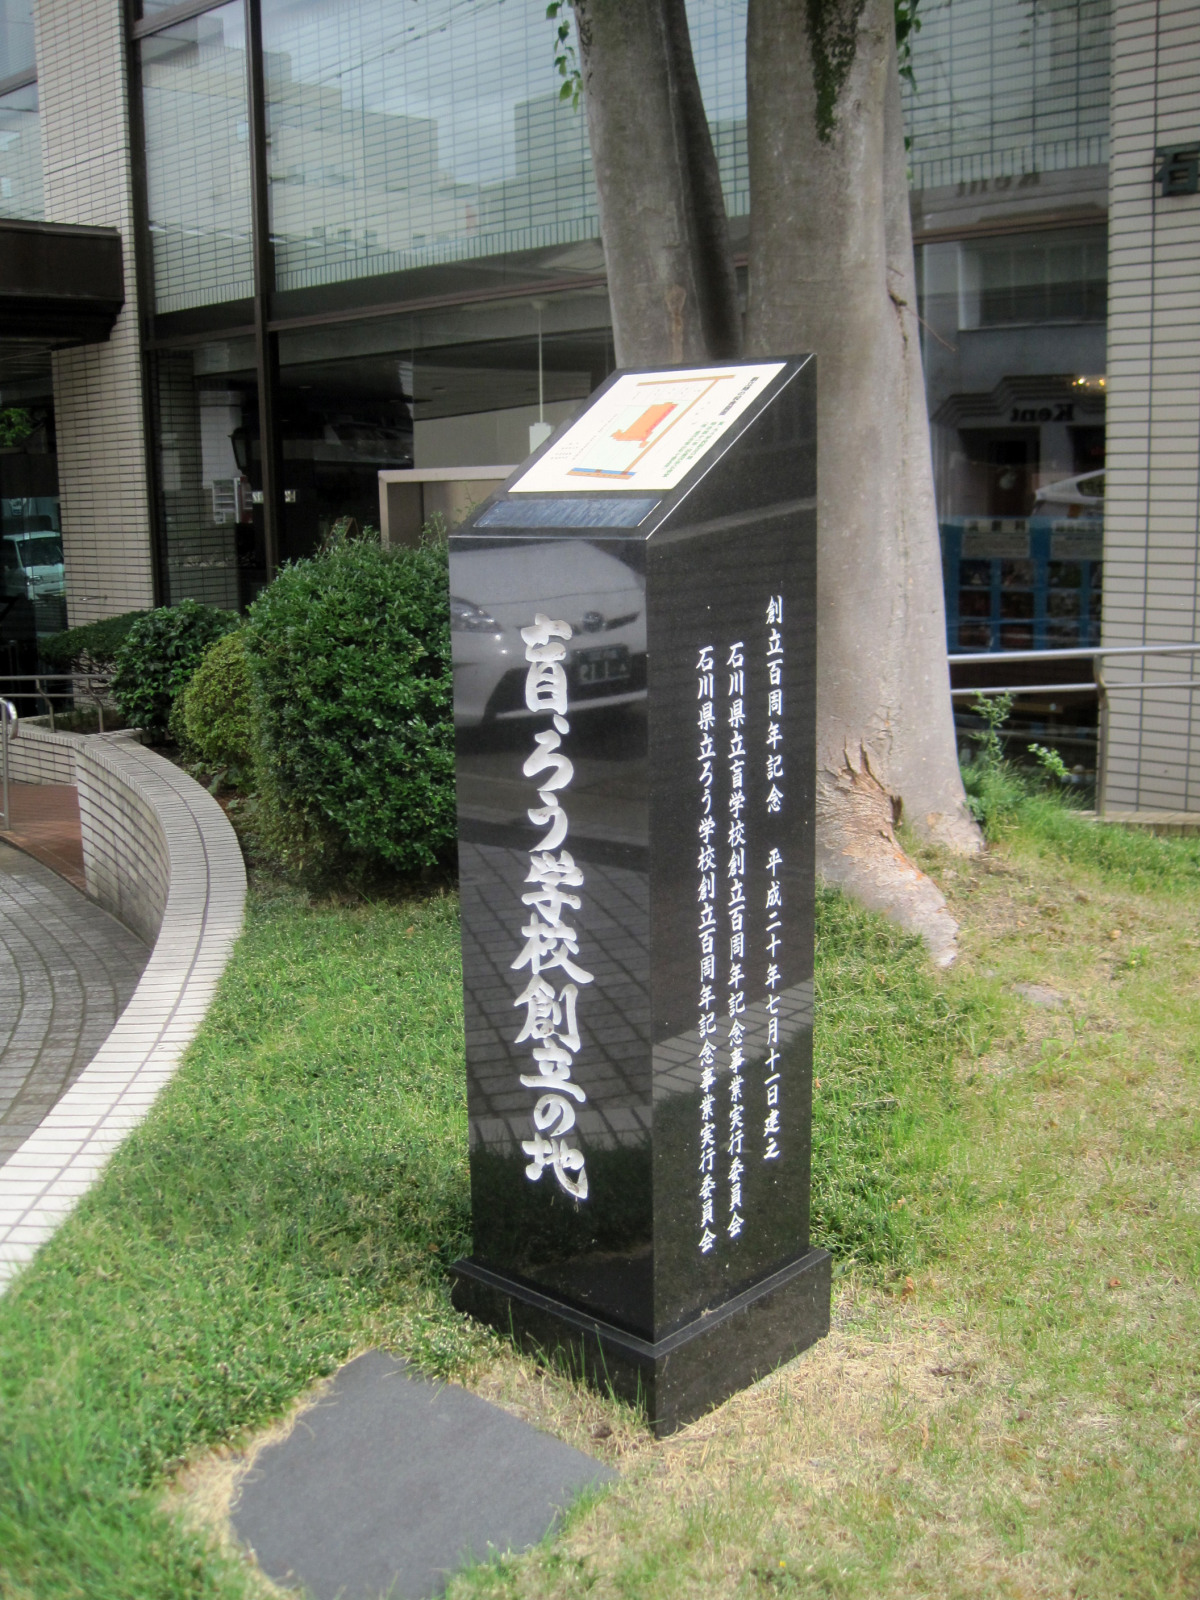 盲、ろう学校創立の地
創立百周年記念　平成二十年七月十一日建之
石川県立盲学校創立百周年記念事業実行委員会
石川県立ろう学校創立百周年記念事業実行委員会
Kent